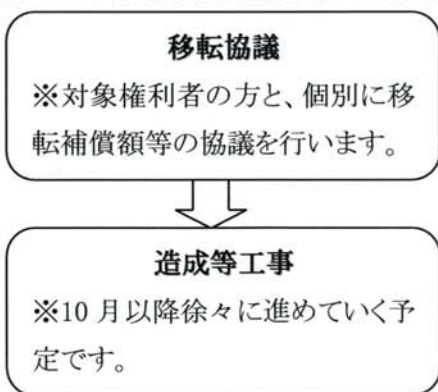 移転協議
※対象権利者の方と、個別に移
転補償額等の協議を行います。
造成等工事
※10 月以降徐々に進めていく予
定です。